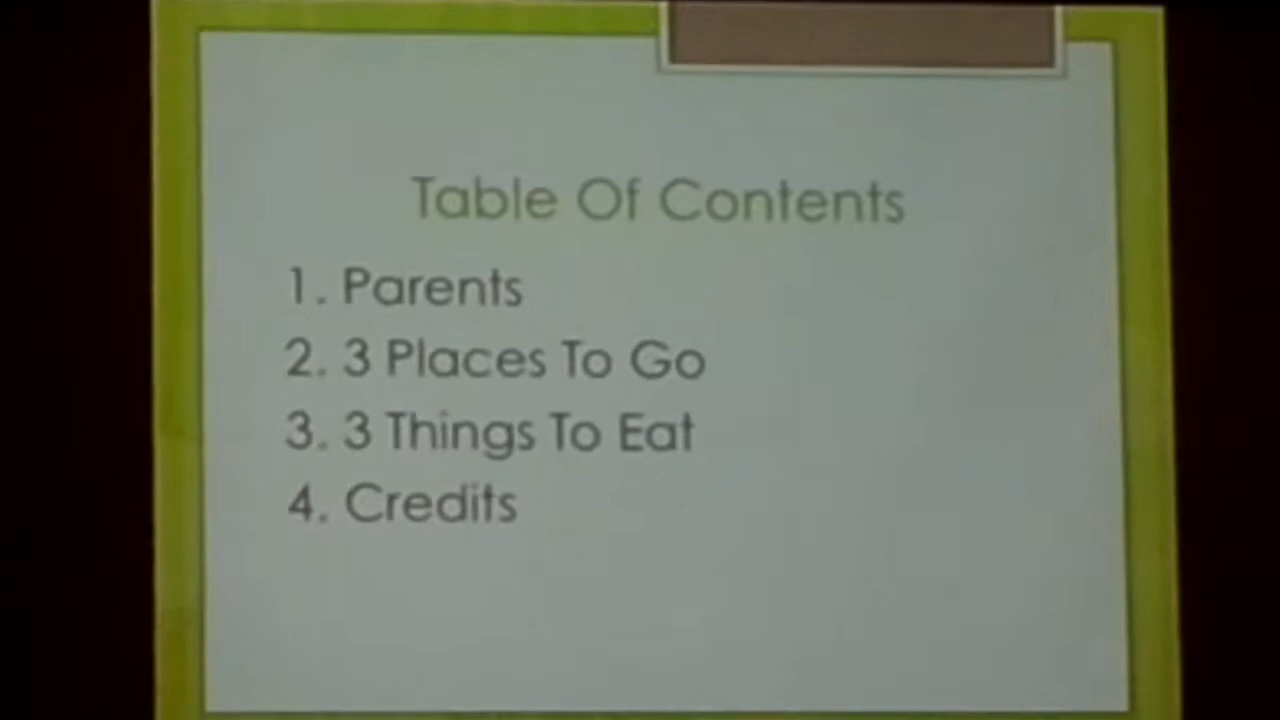 Table Of Contents
1. Parents
2. 3 Places To Go
3. 3 Things To Eat
4. Credits